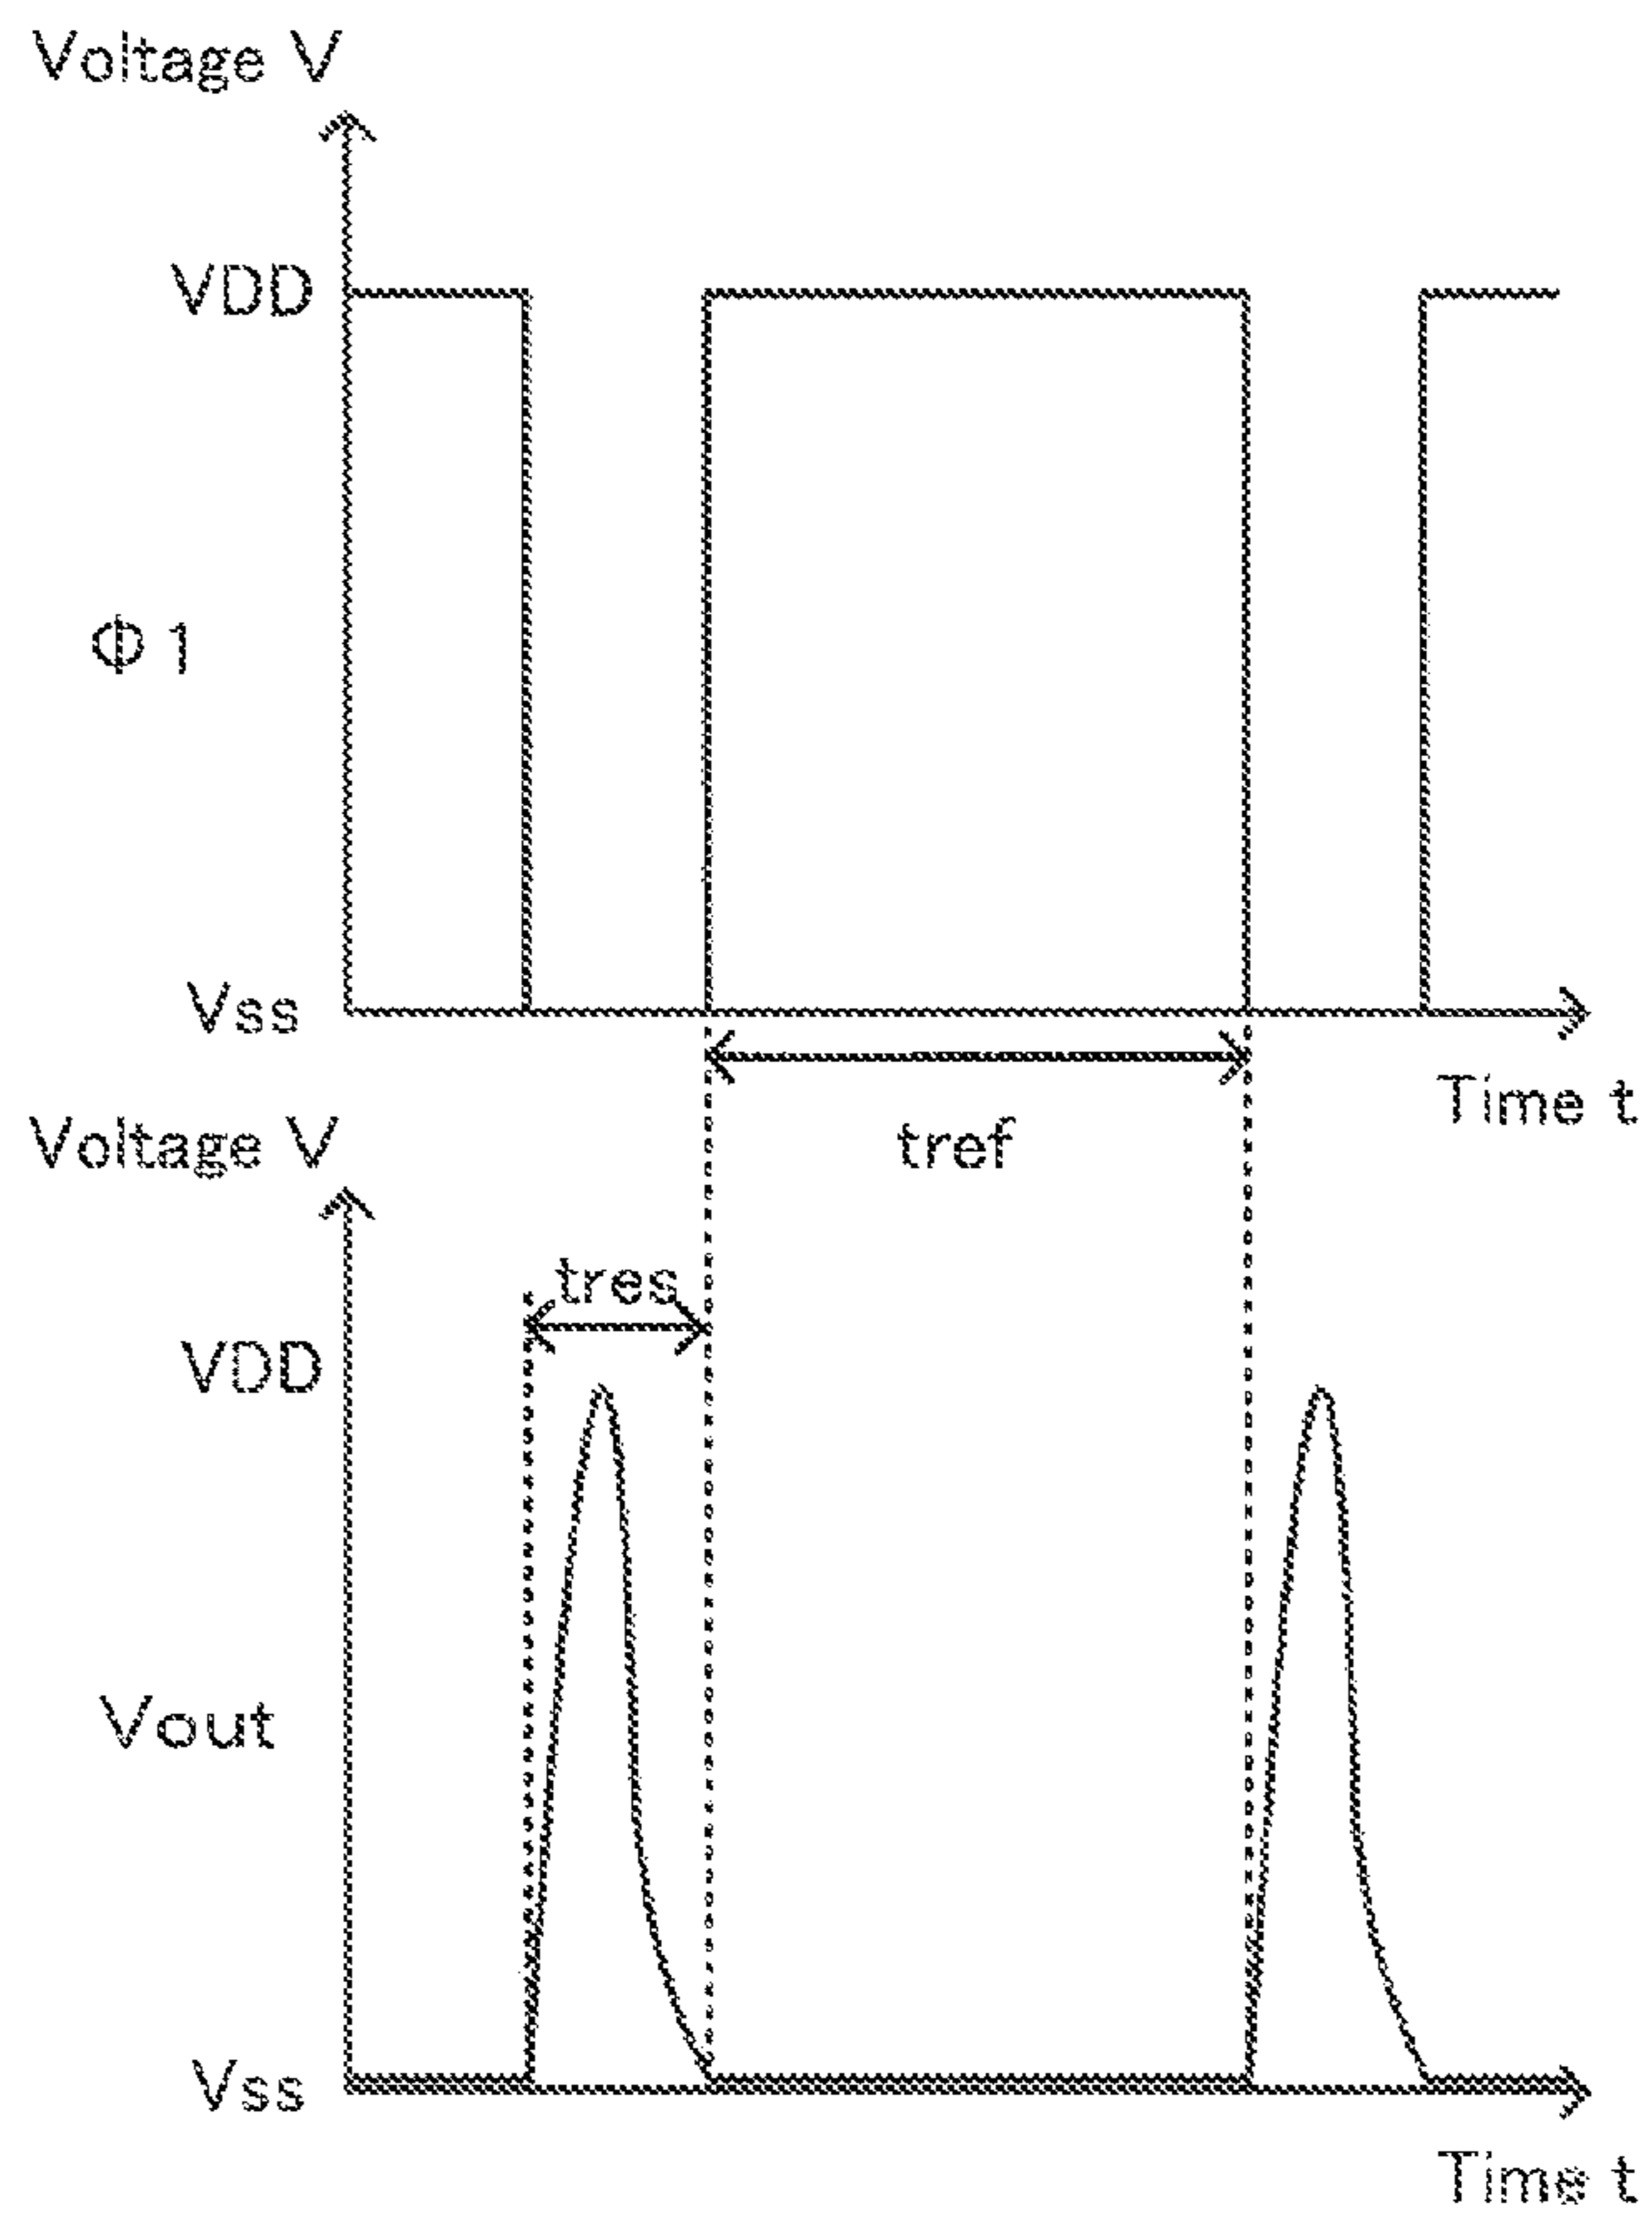 Voltage V
VDD
Φ1
Vss
Time t
tref
Voltage V
tres
VDD
Vout
Vss
Time t